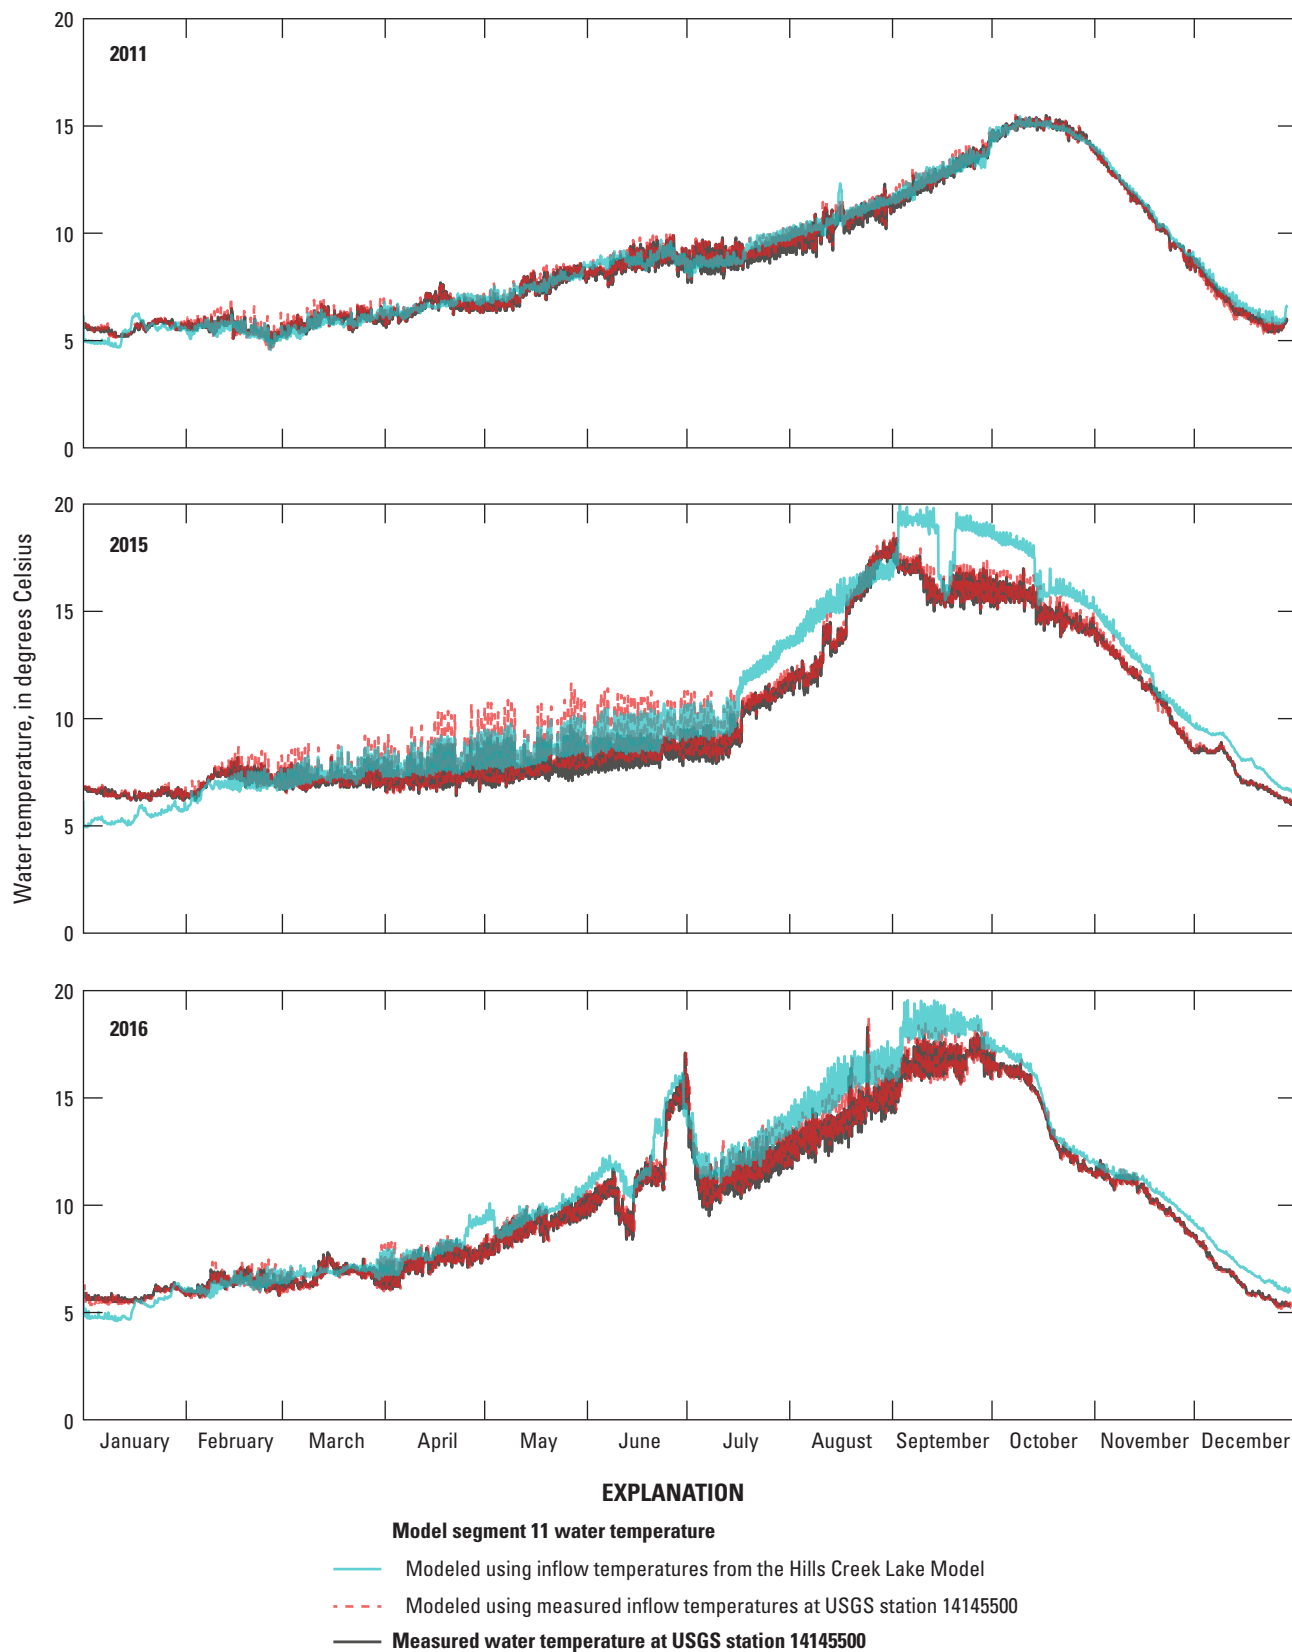 20
2011
15
10
5
0
20
2015
15
10
5
0
Water temperature, in degrees Celsius
20
2016
15
10
5
0
January February March April May June July August September October November December
EXPLANATION
Model segment 11 water temperature
Modeled using inflow temperatures from the Hills Creek Lake Model
Modeled using measured inflow temperatures at USGS station 14145500
Measured water temperature at USGS station 14145500